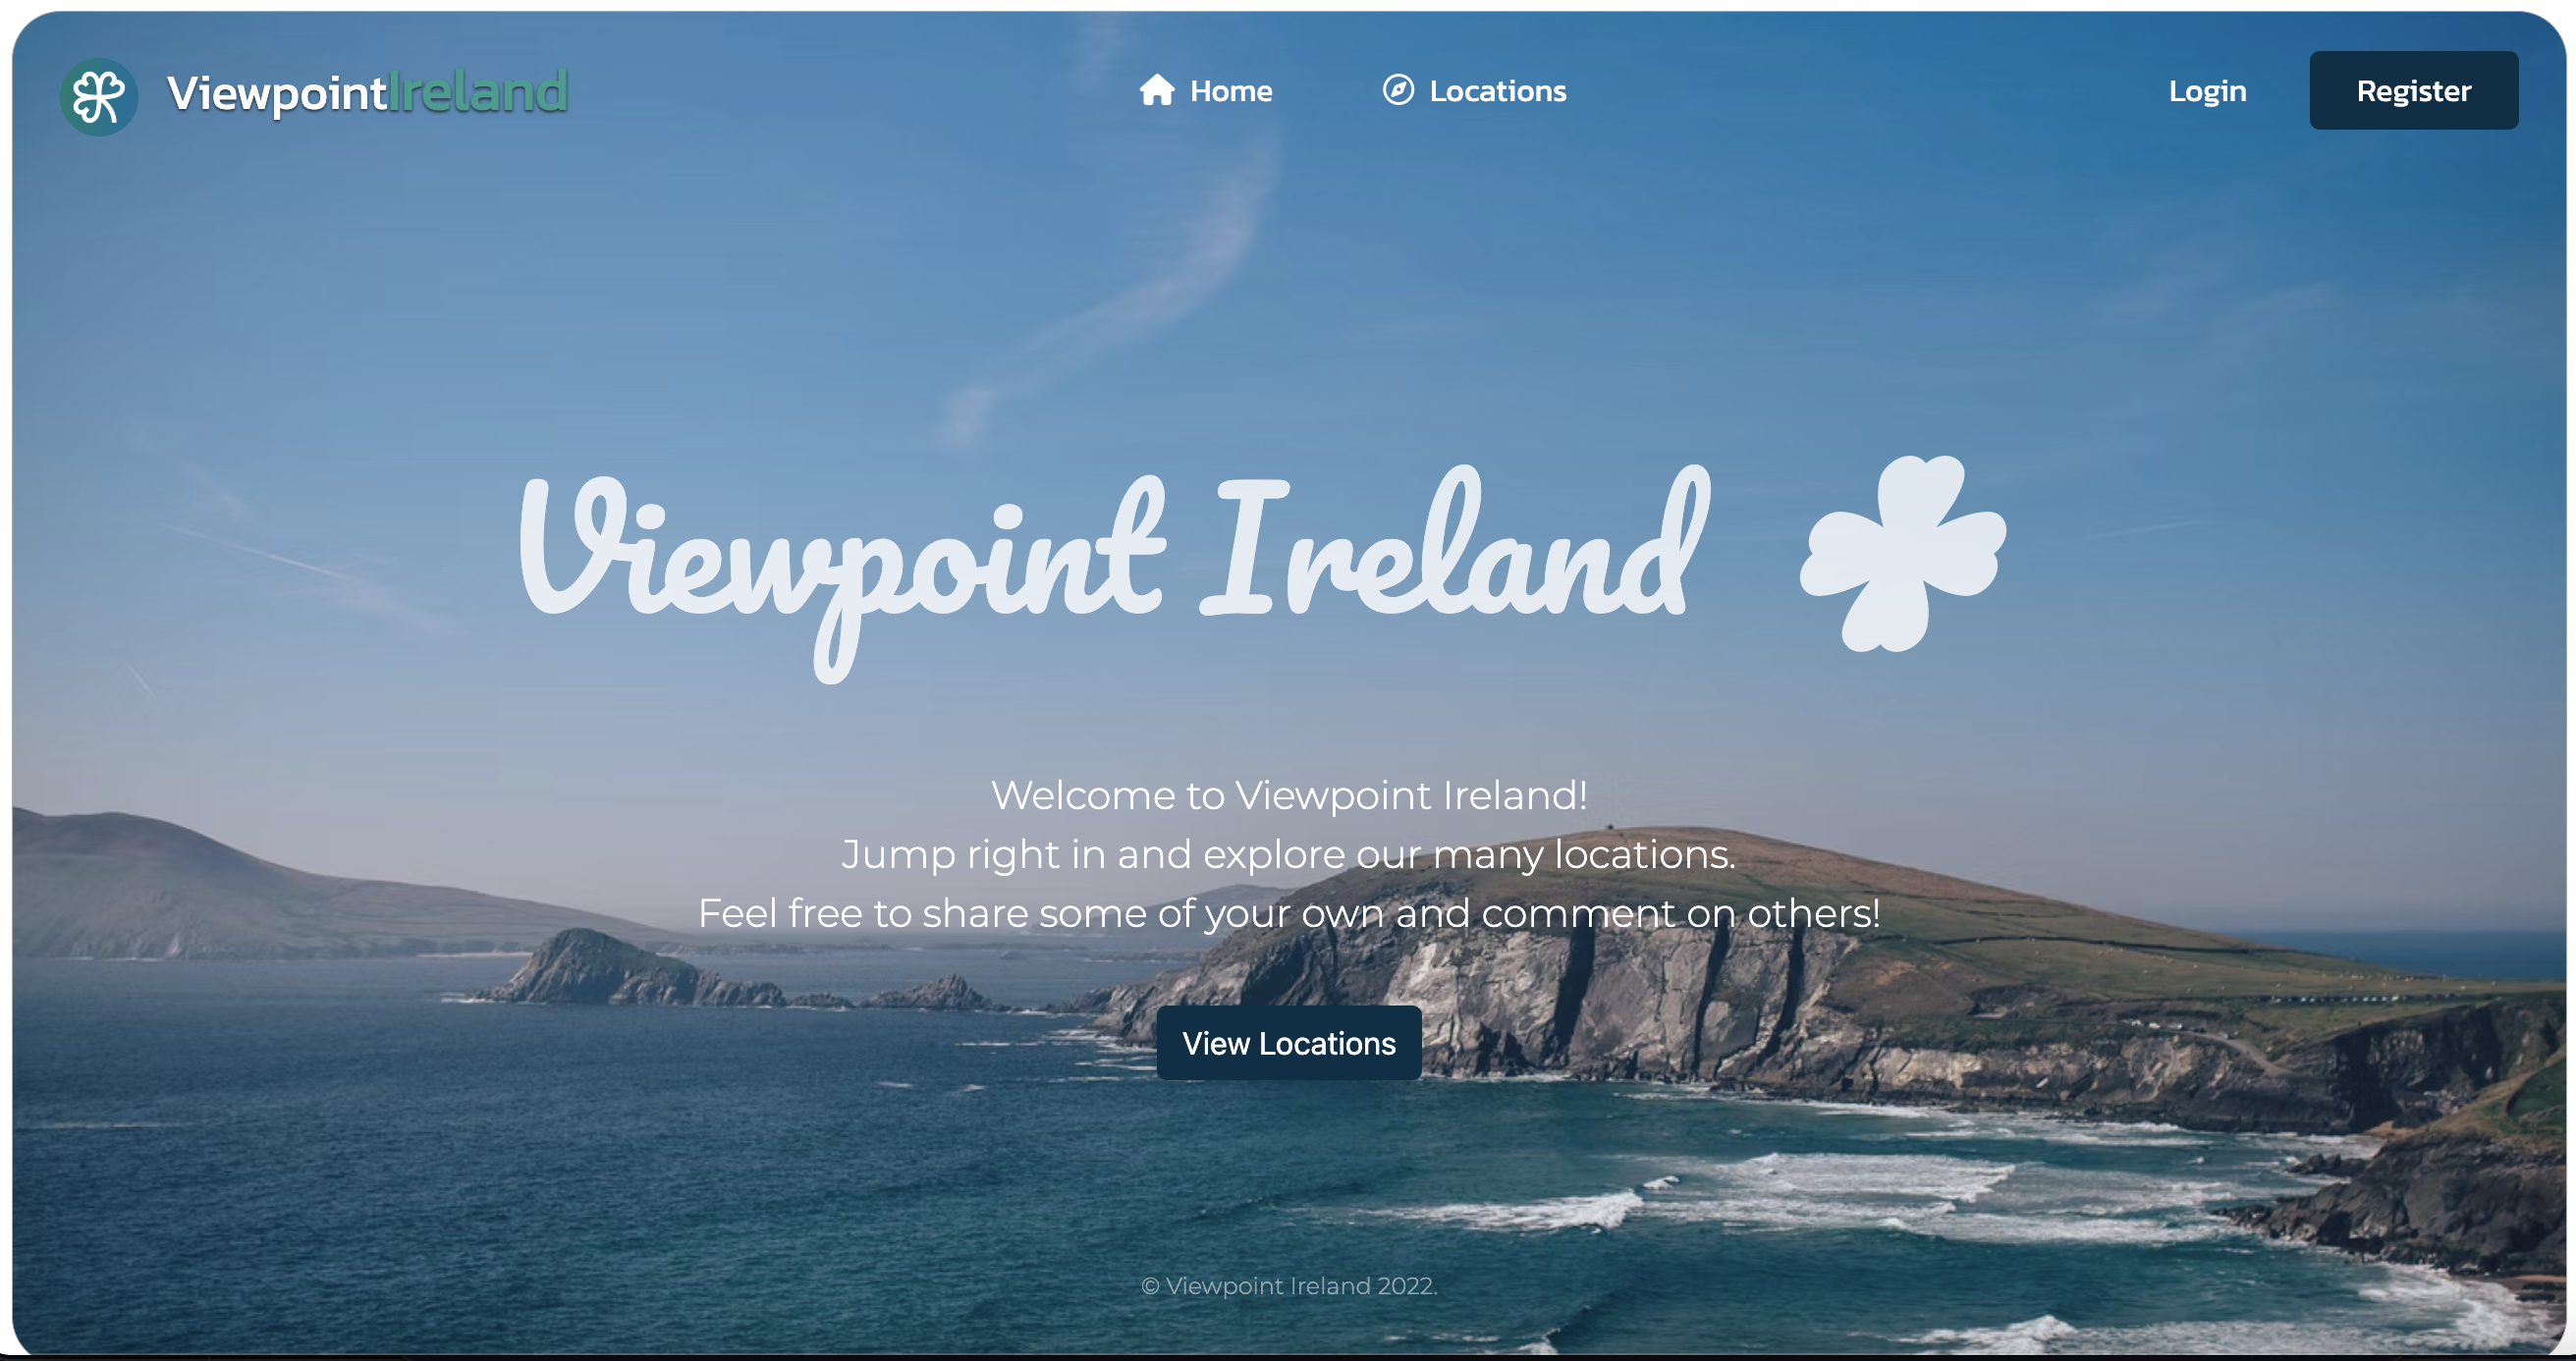 ViewpointIreland
Home
Locations
Login
Register
Viewpoint Ireland
Welcome to Viewpoint Ireland!
Jump right in and explore our many locations.
Feel free to share some of your own and comment on others!
View Locations
© Viewpoint Ireland 2022.